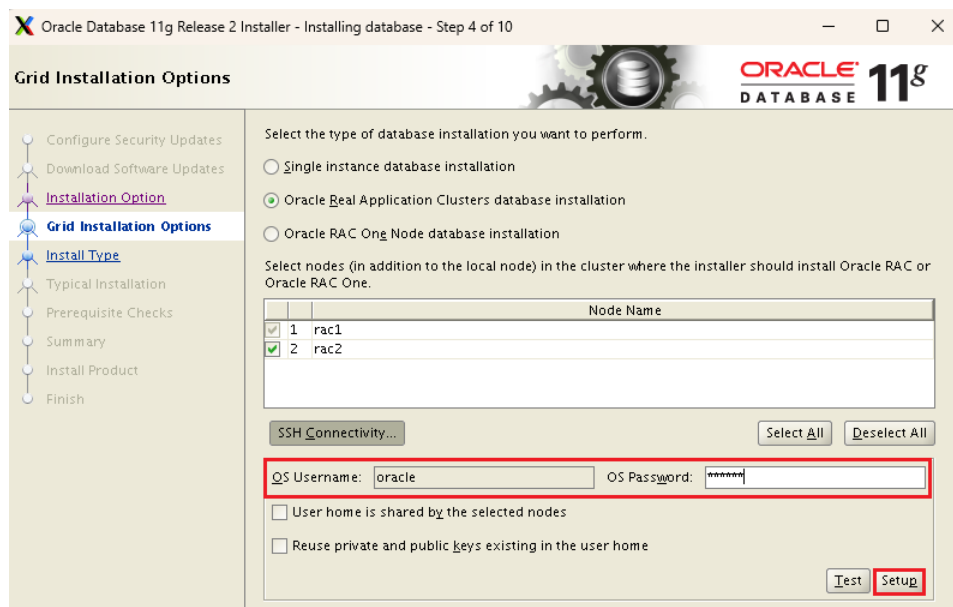 Oracle Database 11g Release 2 Installer - Installing database - Step 4 of 10
Grid Installation Options
ORACLE DATABASE 11g
Configure Security Updates
Download Software Updates
Installation Option
Grid Installation Options
Install Type
Typical Installation
Prerequisite Checks
Summary
Install Product
Finish
Select the type of database installation you want to perform.
Single instance database installation
Oracle Real Application Clusters database installation
Oracle RAC One Node database installation
Select nodes (in addition to the local node) in the cluster where the installer should install Oracle RAC or
Oracle RAC One.
Node Name
1 rac1
2 rac2
SSH Connectivity... Select All Deselect All
OS Username: oracle OS Password: ******
User home is shared by the selected nodes
Reuse private and public keys existing in the user home
Test Setup